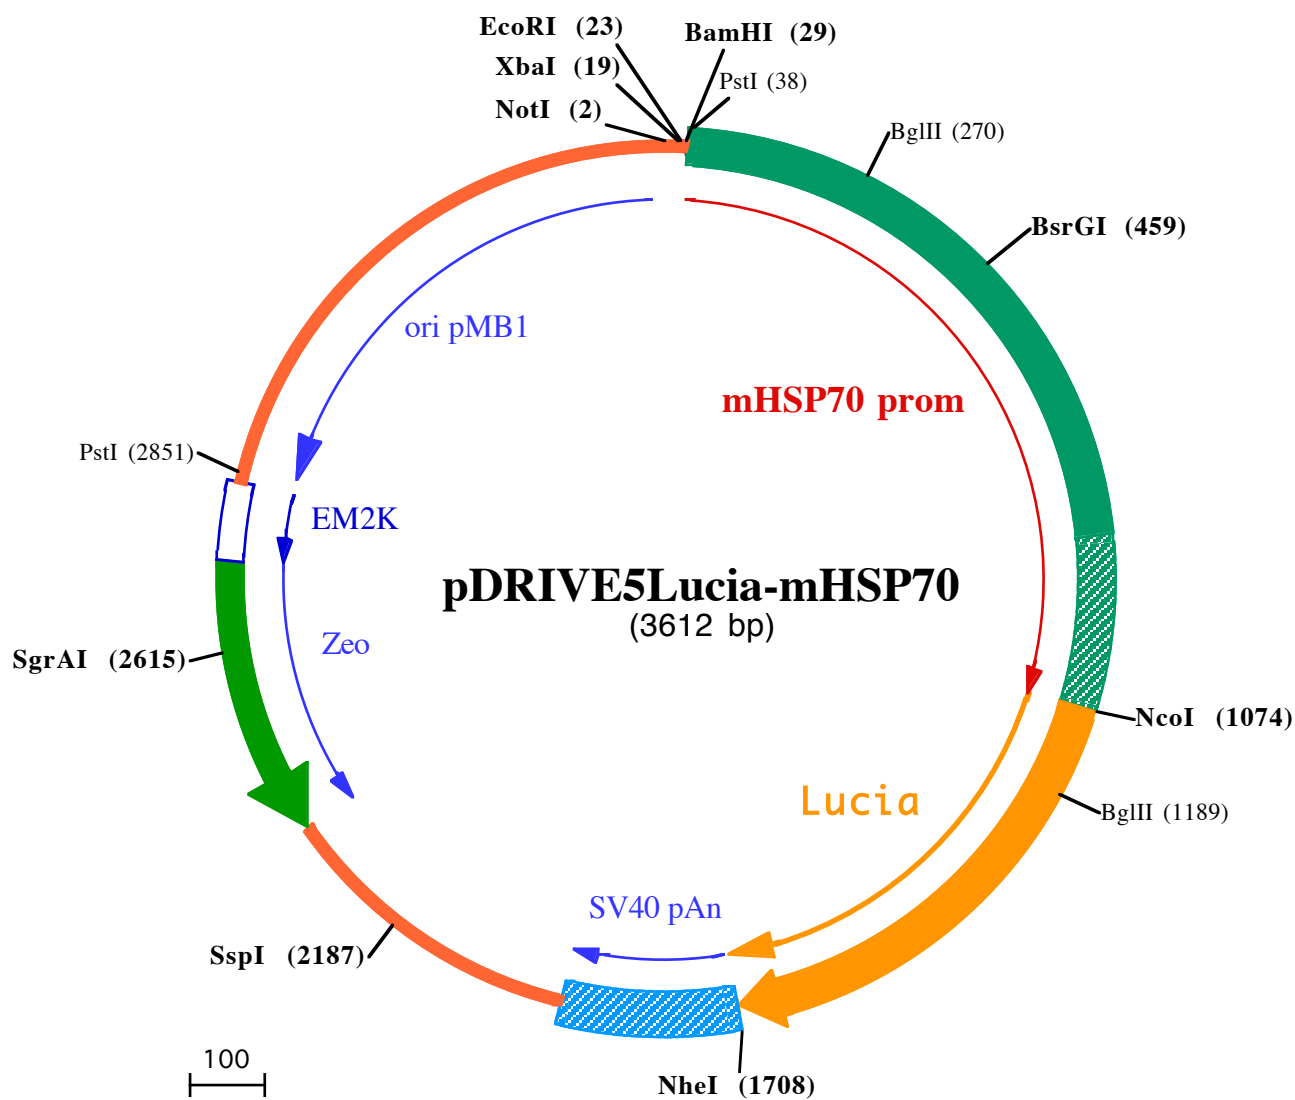 EcoRI (23)
BamHI (29)
XbaI (19)
PstI (38)
NotI (2)
BglII (270)
BsrGI (459)
ori pMB1
mHSP70 prom
PstI (2851)
EM2K
pDRIVE5Lucia-mHSP70
(3612 bp)
Zeo
SgrAI (2615)
NcoI (1074)
Lucia
BglII (1189)
SV40 pAn
SspI (2187)
100
NheI (1708)